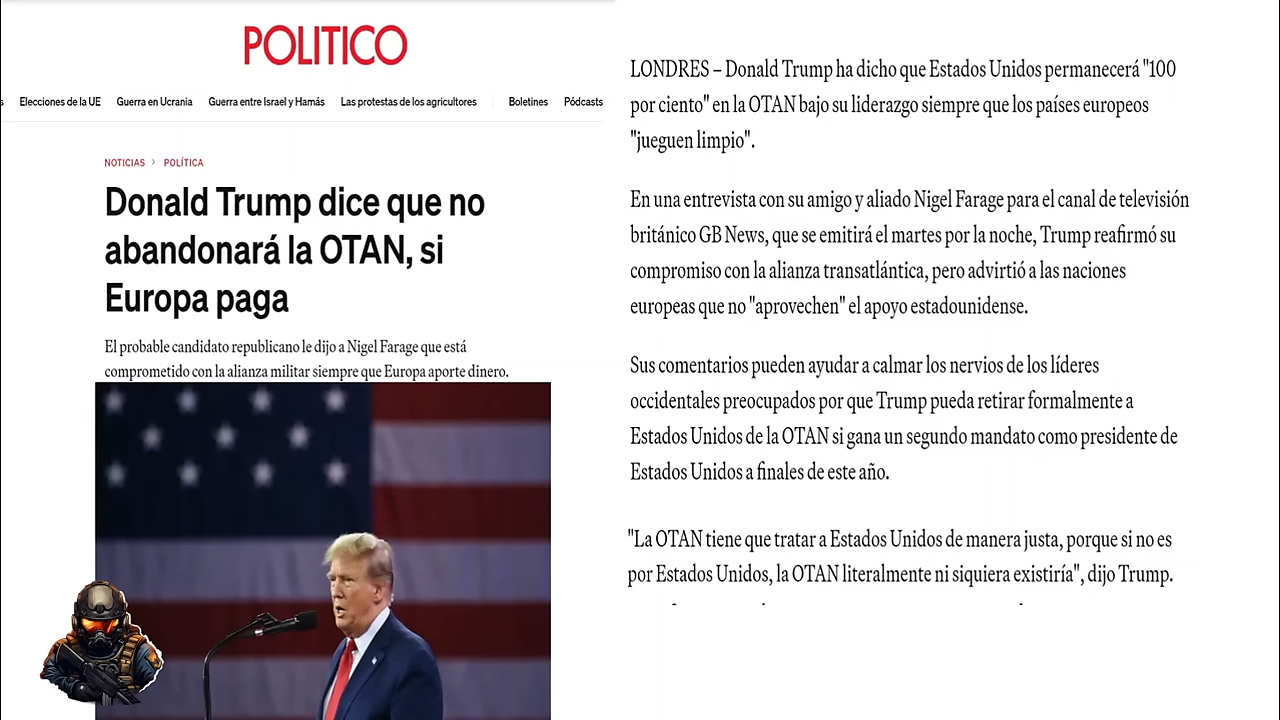 POLITICO
s Elecciones de la UE Guerra en Ucrania Guerra entre Israel y Hamás Las protestas de los agricultores Boletines Pódcasts
NOTICIAS > POLÍTICA
Donald Trump dice que no
abandonará la OTAN, si
Europa paga
El probable candidato republicano le dijo a Nigel Farage que está
comprometido con la alianza militar siempre que Europa aporte dinero.
LONDRES – Donald Trump ha dicho que Estados Unidos permanecerá "100
por ciento" en la OTAN bajo su liderazgo siempre que los países europeos
"jueguen limpio".
En una entrevista con su amigo y aliado Nigel Farage para el canal de televisión
británico GB News, que se emitirá el martes por la noche, Trump reafirmó su
compromiso con la alianza transatlántica, pero advirtió a las naciones
europeas que no "aprovechen" el apoyo estadounidense.
Sus comentarios pueden ayudar a calmar los nervios de los líderes
occidentales preocupados por que Trump pueda retirar formalmente a
Estados Unidos de la OTAN si gana un segundo mandato como presidente de
Estados Unidos a finales de este año.
"La OTAN tiene que tratar a Estados Unidos de manera justa, porque si no es
por Estados Unidos, la OTAN literalmente ni siquiera existiría", dijo Trump.